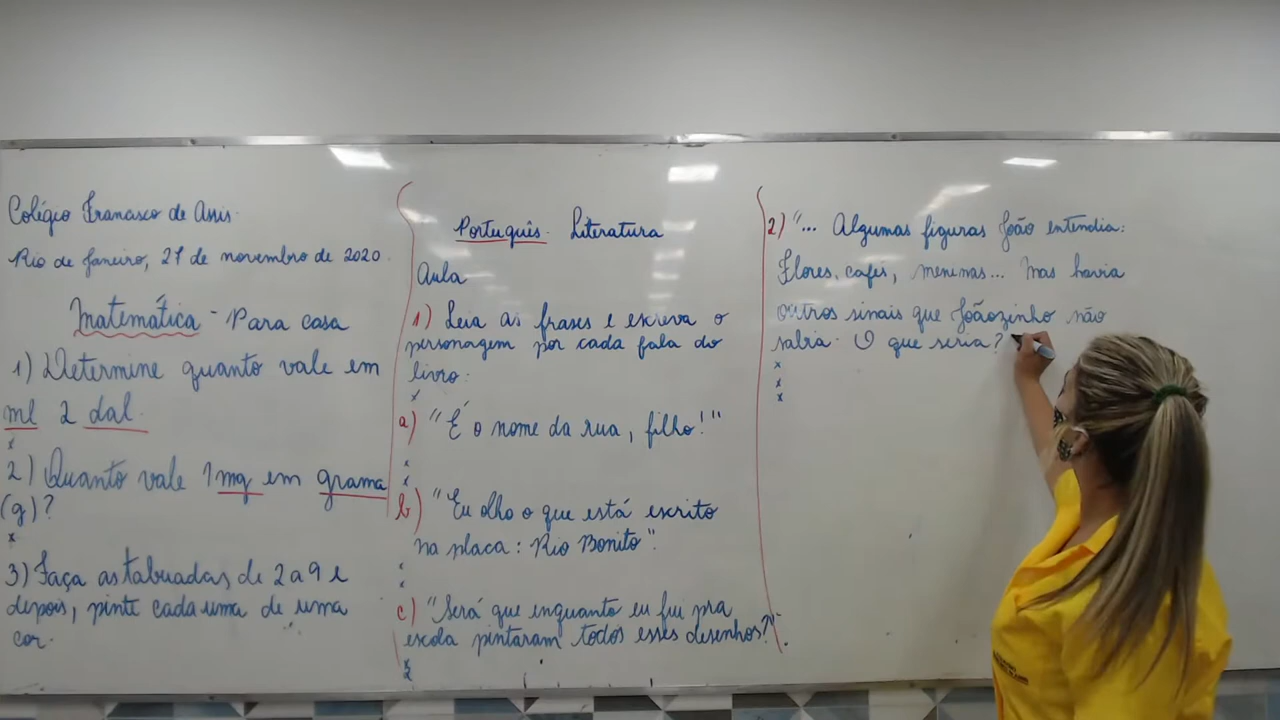 Colégio Francisco de Assis.
Rio de Janeiro, 27 de novembro de 2020.
Matemática - Para casa
1) Determine quanto vale em
ml 2 dal.
x
2) Quanto vale 1mg em grama
(g)?
x
3) Faça as tabuadas de 2 a 9 e
depois, pinte cada uma de uma
cor.
Português. Literatura
Aula
1) Leia as frases e escreva o
personagem por cada fala do
livro:
x
a) "É o nome da rua, filho!"
x
x
b) "Eu olho o que está escrito
na placa: Rio Bonito".
x
x
c) "Será que enquanto eu fui pra
escola pintaram todos esses desenhos?".
x
2) "... Algumas figuras João entendia:
Flores, cafés, meninas... Mas havia
outros sinais que Joãozinho não
sabia. O que seria?
x
x
x